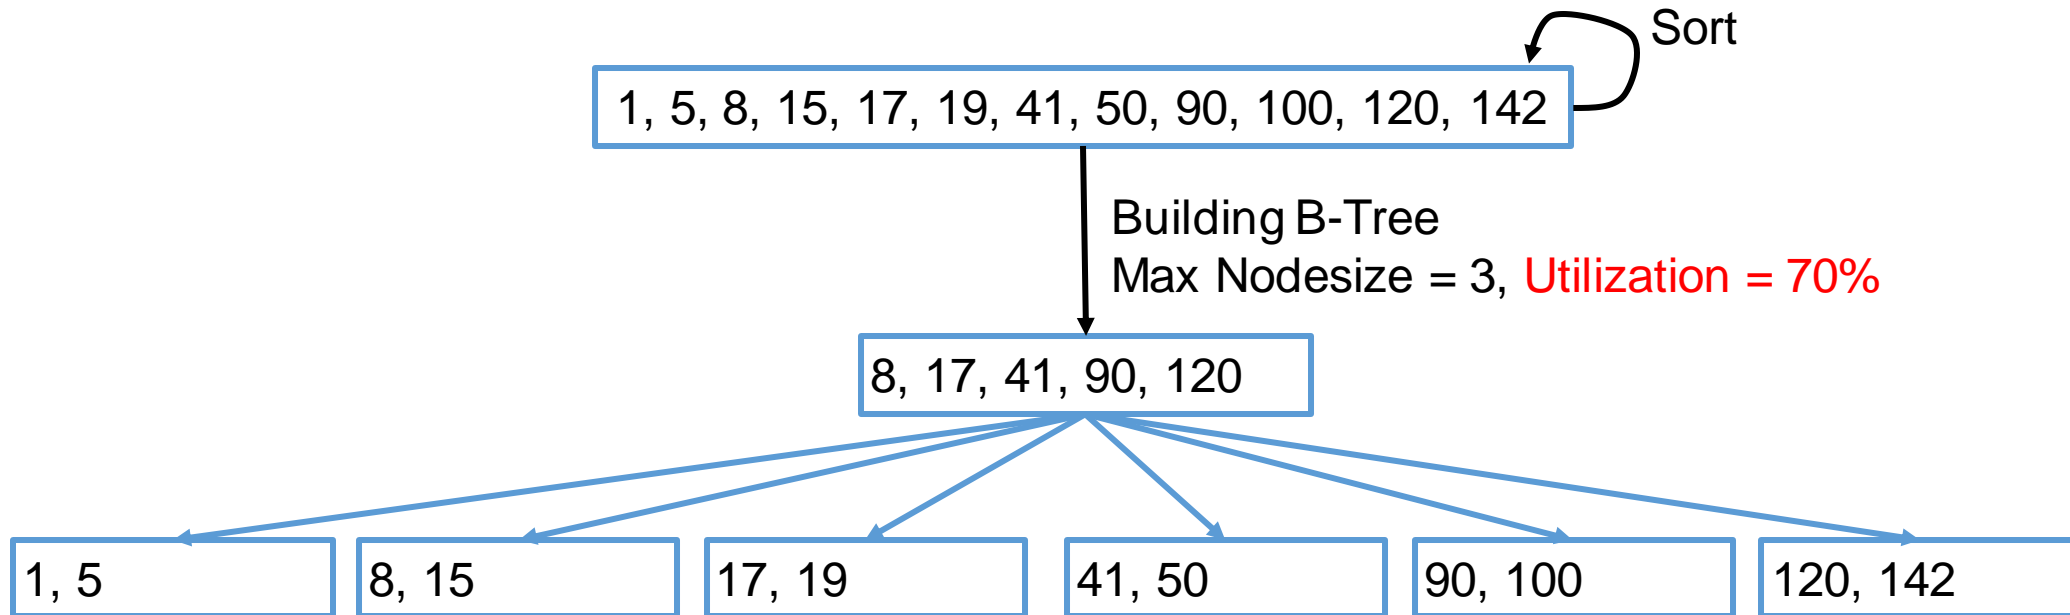 Sort
1, 5, 8, 15, 17, 19, 41, 50, 90, 100, 120, 142
Building B-Tree
Max Nodesize = 3, Utilization = 70%
8, 17, 41, 90, 120
1, 5
8, 15
17, 19
41, 50
90, 100
120, 142